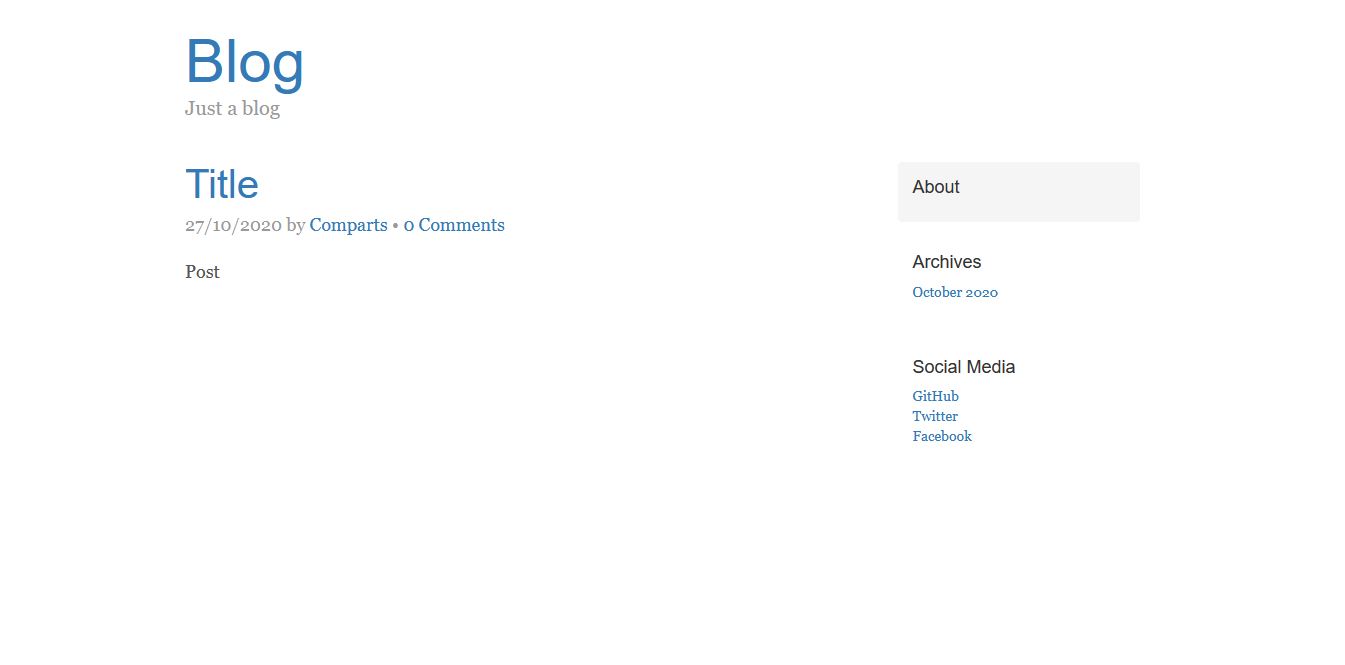 Blog
Just a blog
Title
27/10/2020 by Comparts • 0 Comments
Post
About
Archives
October 2020
Social Media
GitHub
Twitter
Facebook